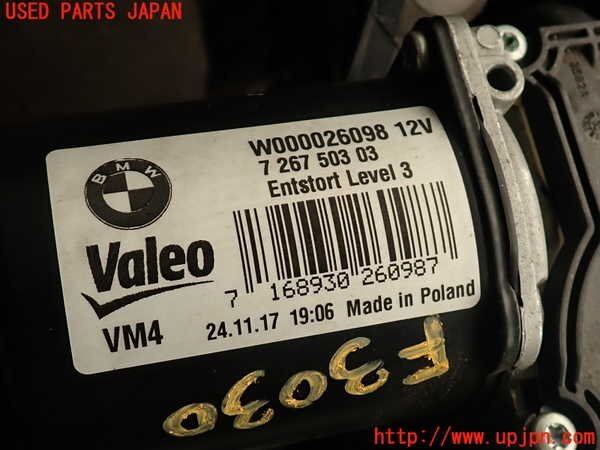 USED PARTS JAPAN
W000026098 12V
7 267 503 03
Entstort Level 3
BMW
Valeo
7 168930 260987
VM4
24.11.17 19:06 Made in Poland
F3030
http://www.upjpn.com/